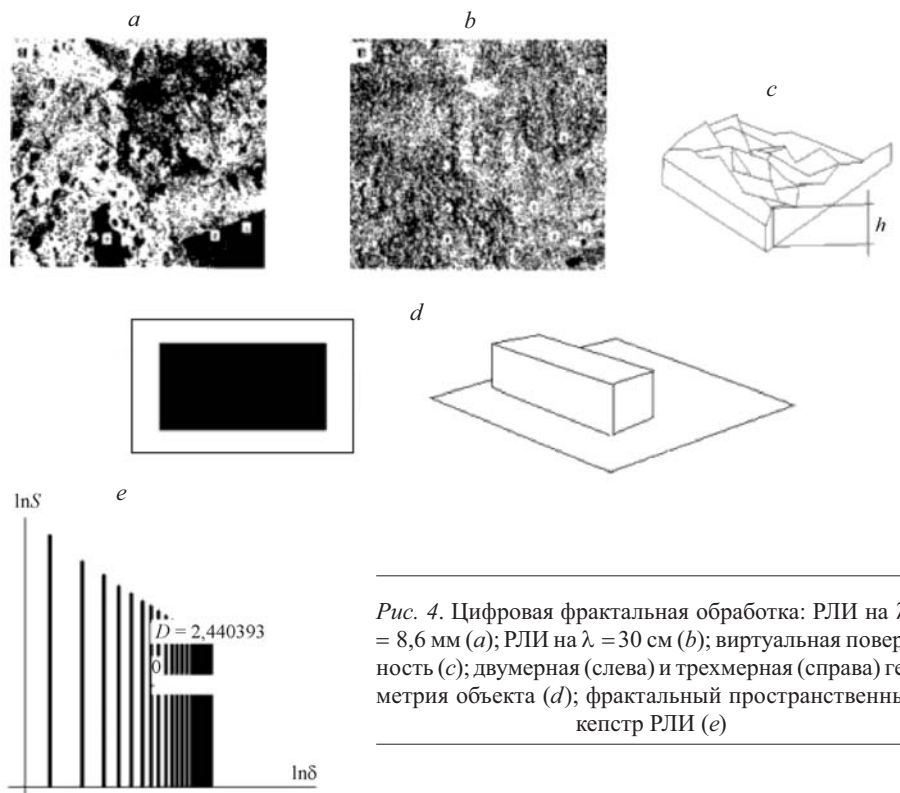 a
b
c
h
d
e
lnS
D = 2,440393
0
lnδ
Рис. 4. Цифровая фрактальная обработка: РЛИ на λ
= 8,6 мм (a); РЛИ на λ = 30 см (b); виртуальная повер
ность (c); двумерная (слева) и трехмерная (справа) ге
метрия объекта (d); фрактальный пространственны
кепстр РЛИ (e)